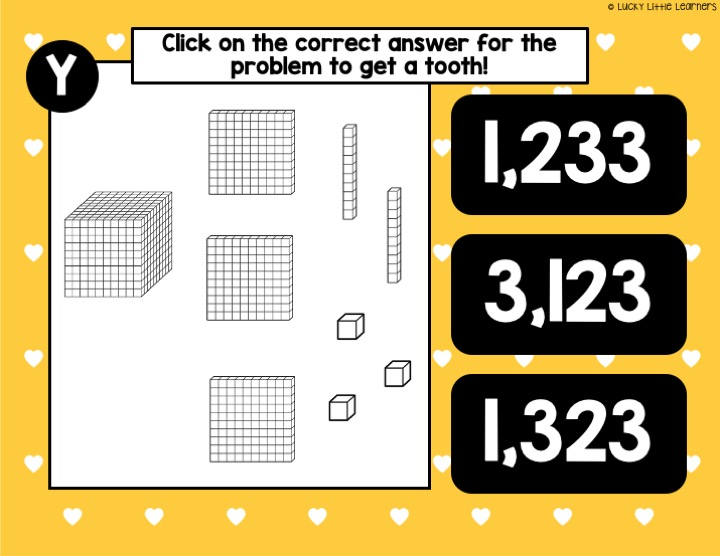 © Lucky Little Learners
Click on the correct answer for the
problem to get a tooth!
Y
1,233
3,123
1,323